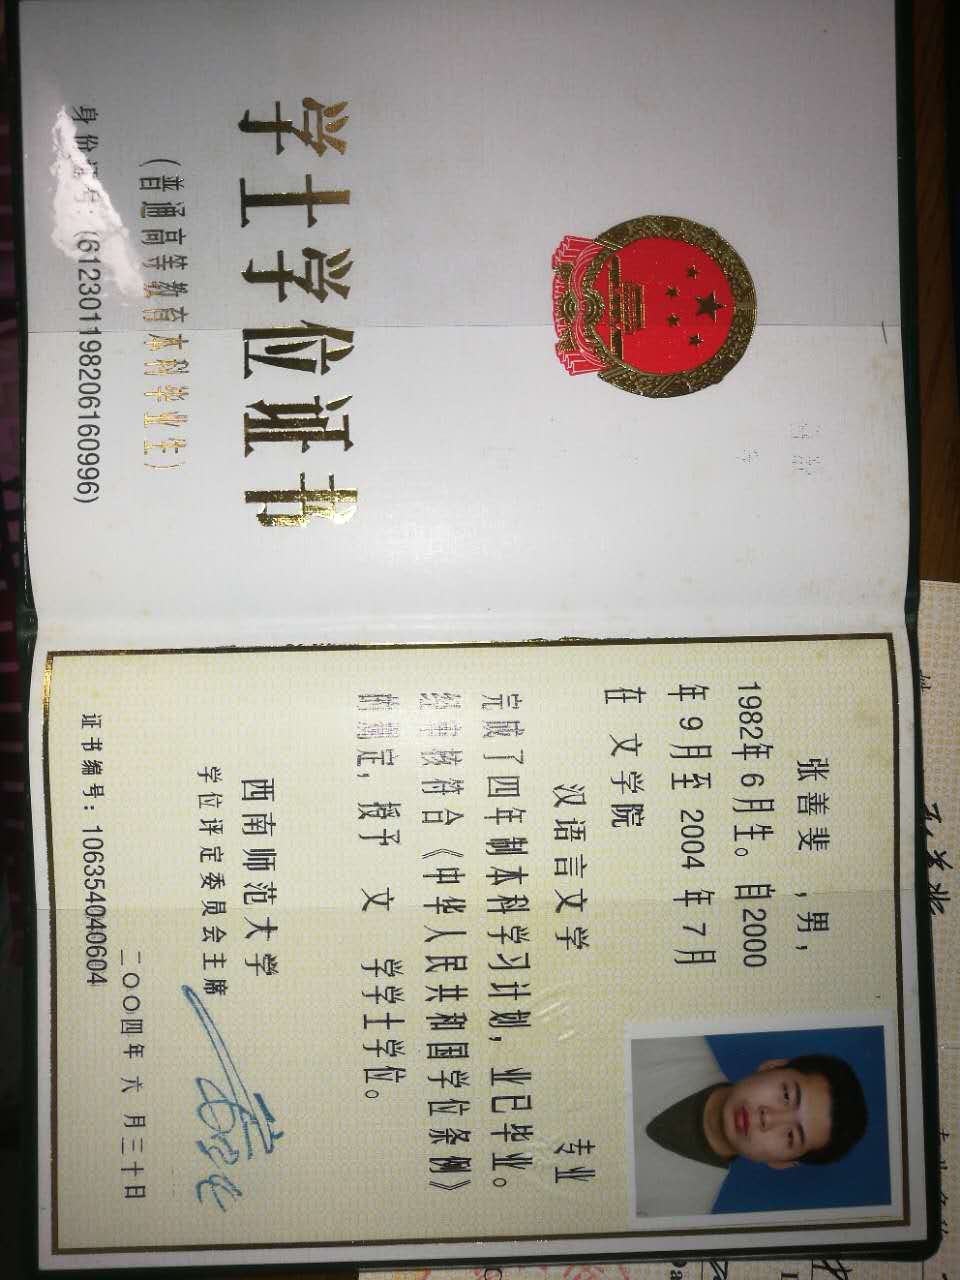 学士学位证书
(普通高等教育本科毕业生)
身份证号:(612301198206160996)
张善斐 ,男,
1982年6月生。自2000
年9月至2004年7月
在 文学院
汉语言文学 专业
完成了四年制本科学习计划,业已毕业。
经审核符合《中华人民共和国学位条例》
的规定,授予 文 学学士学位。
西南师范大学
学位评定委员会主席
二〇〇四年 六 月三十日
证书编号:106354040604